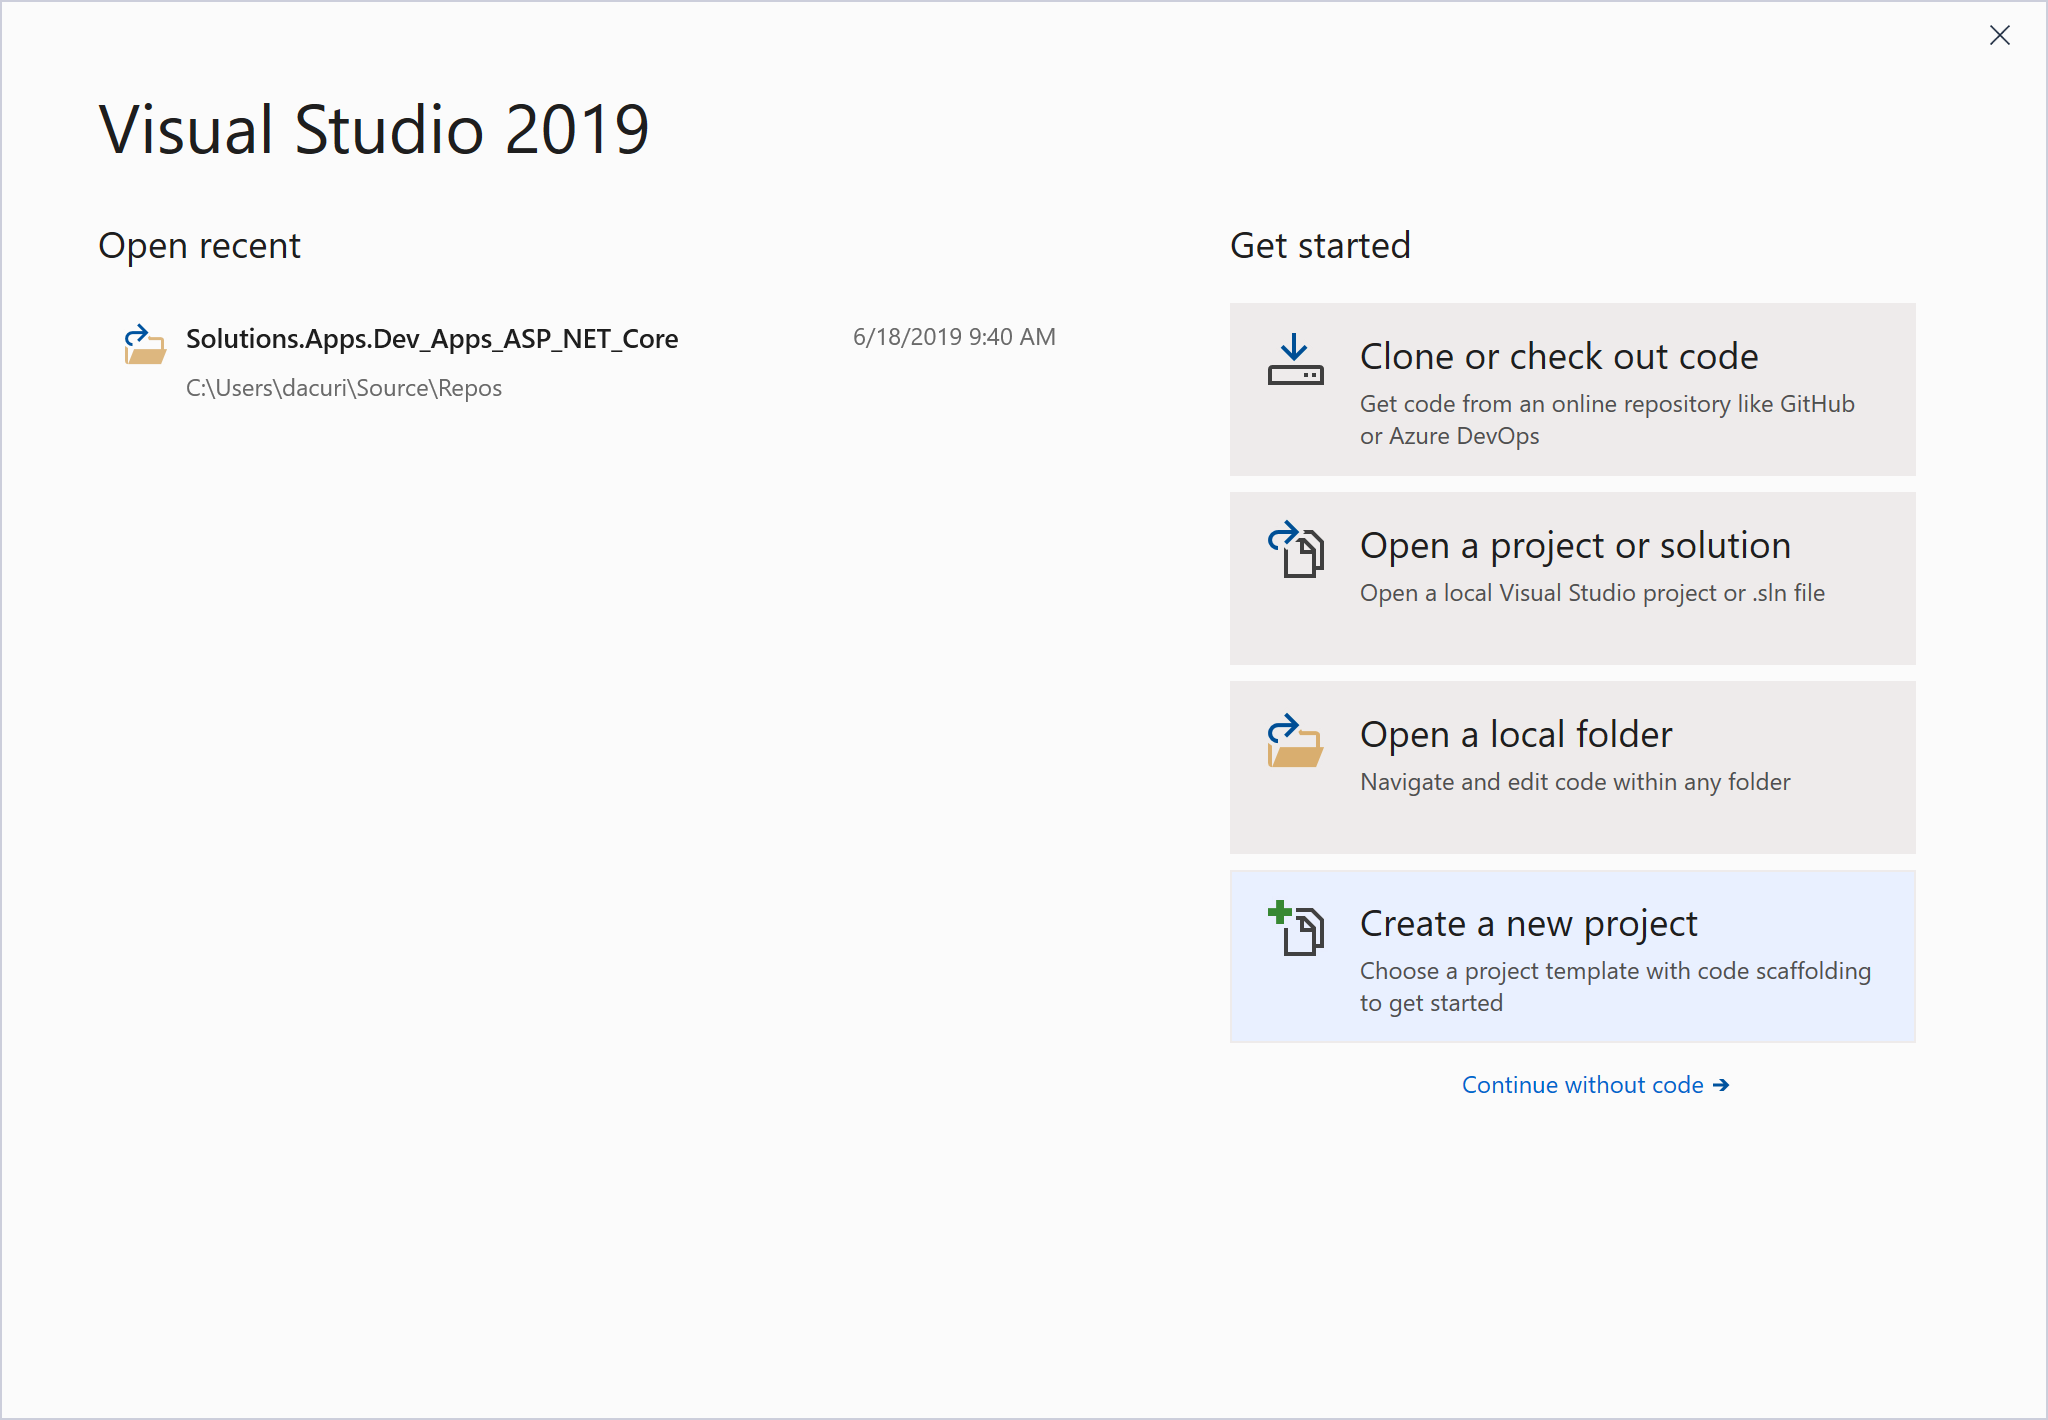 Visual Studio 2019
Open recent
Solutions.Apps.Dev_Apps_ASP_NET_Core
6/18/2019 9:40 AM
C:\Users\dacuri\Source\Repos
Get started
Clone or check out code
Get code from an online repository like GitHub
or Azure DevOps
Open a project or solution
Open a local Visual Studio project or .sln file
Open a local folder
Navigate and edit code within any folder
Create a new project
Choose a project template with code scaffolding
to get started
Continue without code →